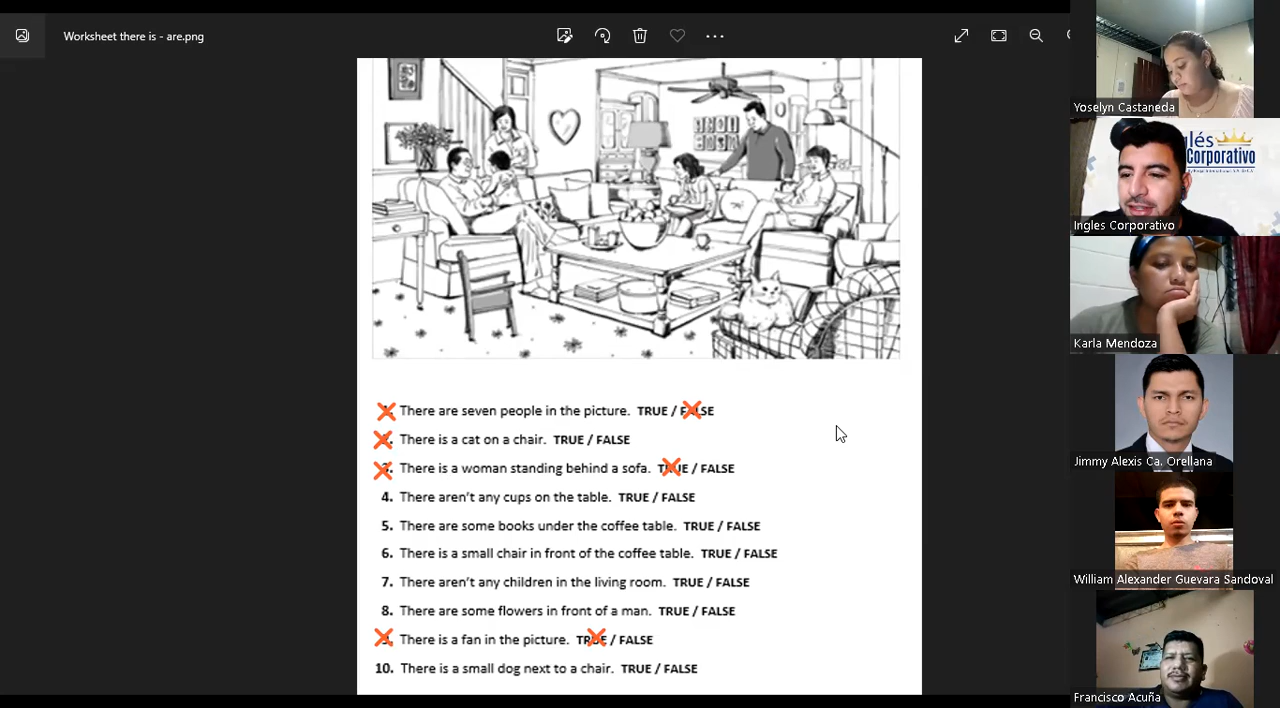 Worksheet there is - are.png
Yoselyn Castaneda
glés
Corporativo
Ingles Corporativo
Karla Mendoza
Jimmy Alexis Ca. Orellana
William Alexander Guevara Sandoval
Francisco Acuña
There are seven people in the picture. TRUE / FALSE
There is a cat on a chair. TRUE / FALSE
There is a woman standing behind a sofa. TRUE / FALSE
4. There aren't any cups on the table. TRUE / FALSE
5. There are some books under the coffee table. TRUE / FALSE
6. There is a small chair in front of the coffee table. TRUE / FALSE
7. There aren't any children in the living room. TRUE / FALSE
8. There are some flowers in front of a man. TRUE / FALSE
There is a fan in the picture. TRUE / FALSE
10. There is a small dog next to a chair. TRUE / FALSE